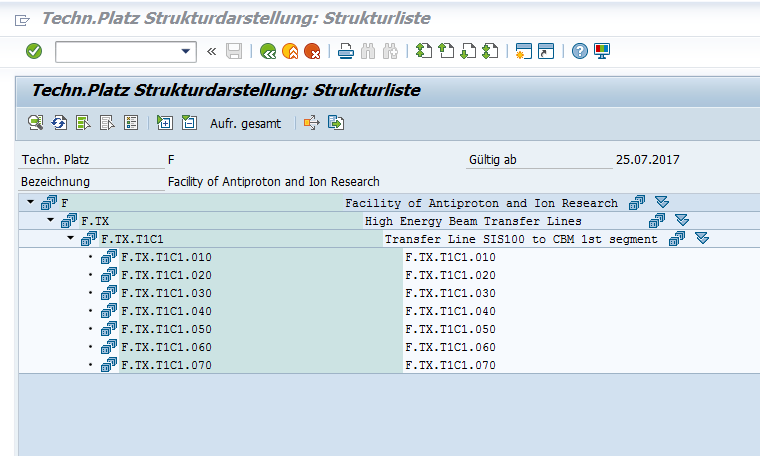 Techn.Platz Strukturdarstellung: Strukturliste
Techn.Platz Strukturdarstellung: Strukturliste
Aufr. gesamt
Techn. Platz F Gültig ab 25.07.2017
Bezeichnung Facility of Antiproton and Ion Research
F Facility of Antiproton and Ion Research
F.TX High Energy Beam Transfer Lines
F.TX.T1C1 Transfer Line SIS100 to CBM 1st segment
F.TX.T1C1.010 F.TX.T1C1.010
F.TX.T1C1.020 F.TX.T1C1.020
F.TX.T1C1.030 F.TX.T1C1.030
F.TX.T1C1.040 F.TX.T1C1.040
F.TX.T1C1.050 F.TX.T1C1.050
F.TX.T1C1.060 F.TX.T1C1.060
F.TX.T1C1.070 F.TX.T1C1.070